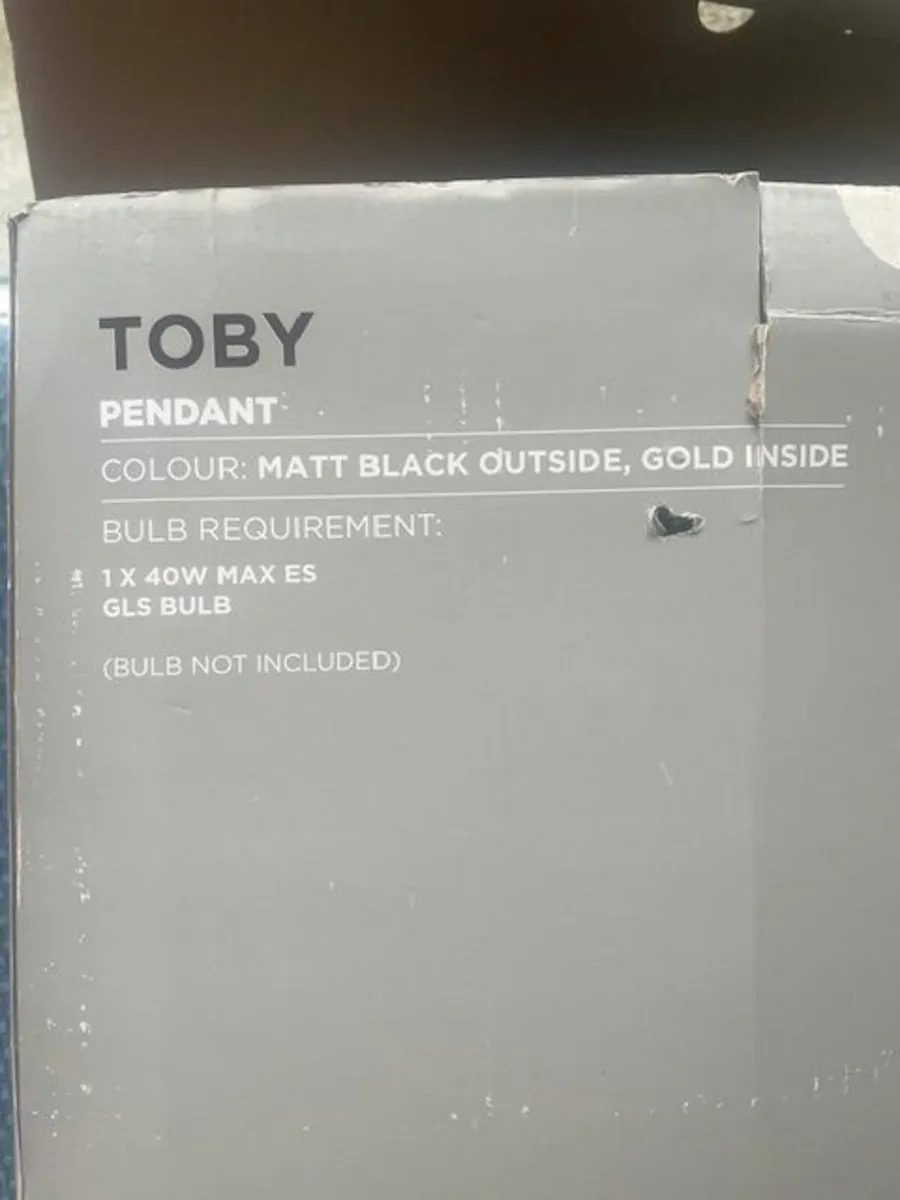 TOBY
PENDANT
COLOUR: MATT BLACK OUTSIDE, GOLD INSIDE
BULB REQUIREMENT:
1 X 40W MAX ES
GLS BULB
(BULB NOT INCLUDED)